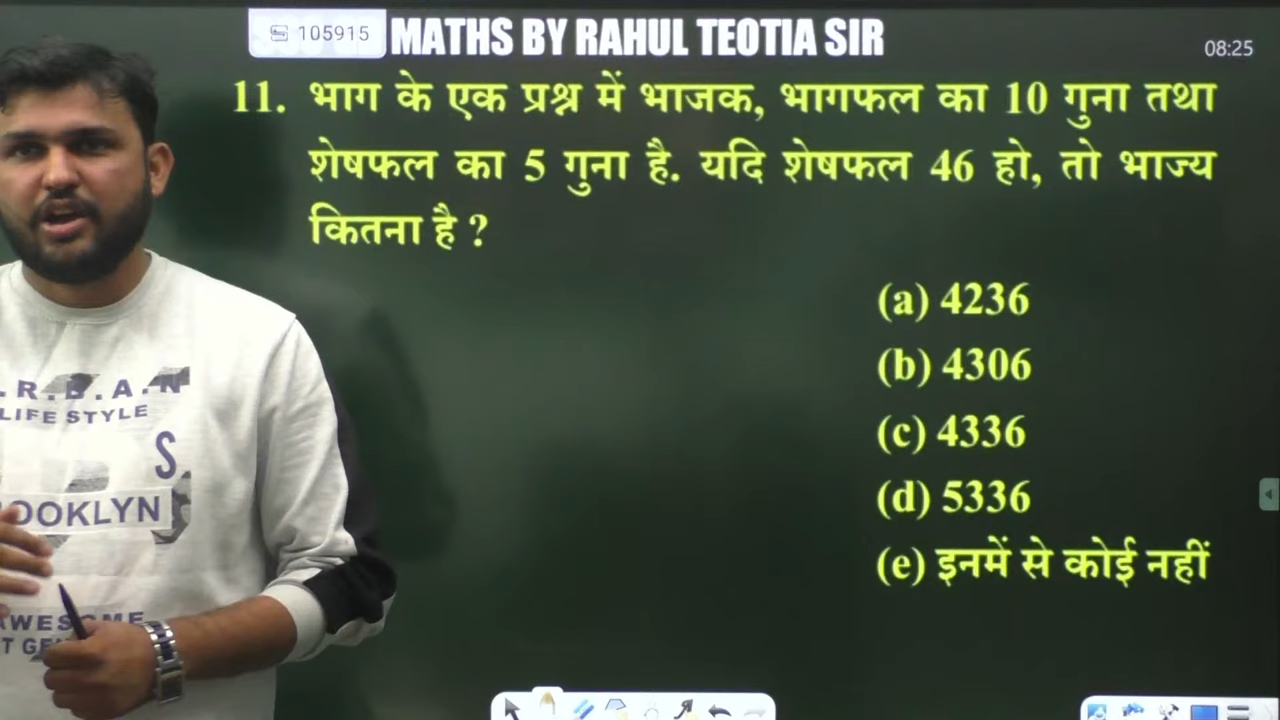 105915
MATHS BY RAHUL TEOTIA SIR
08:25
11. भाग के एक प्रश्न में भाजक, भागफल का 10 गुना तथा
शेषफल का 5 गुना है. यदि शेषफल 46 हो, तो भाज्य
कितना है ?
(a) 4236
(b) 4306
(c) 4336
(d) 5336
(e) इनमें से कोई नहीं
.R.B.A.N
LIFE STYLE
S
OOKLYN